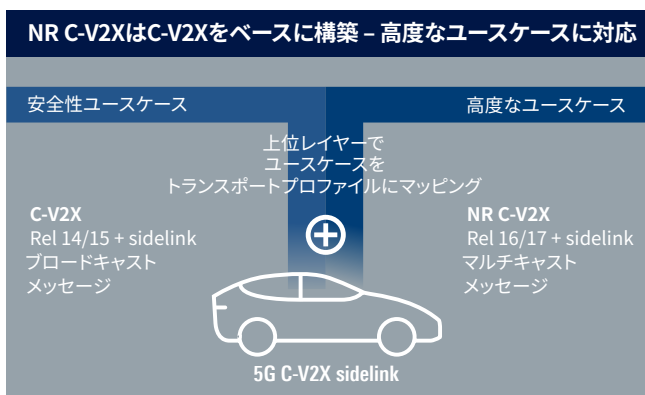 NR C-V2XはC-V2Xをベースに構築 – 高度なユースケースに対応
安全性ユースケース
高度なユースケース
上位レイヤーで
ユースケースを
トランスポートプロファイルにマッピング
C-V2X
Rel 14/15 + sidelink
ブロードキャスト
メッセージ
NR C-V2X
Rel 16/17 + sidelink
マルチキャスト
メッセージ
5G C-V2X sidelink